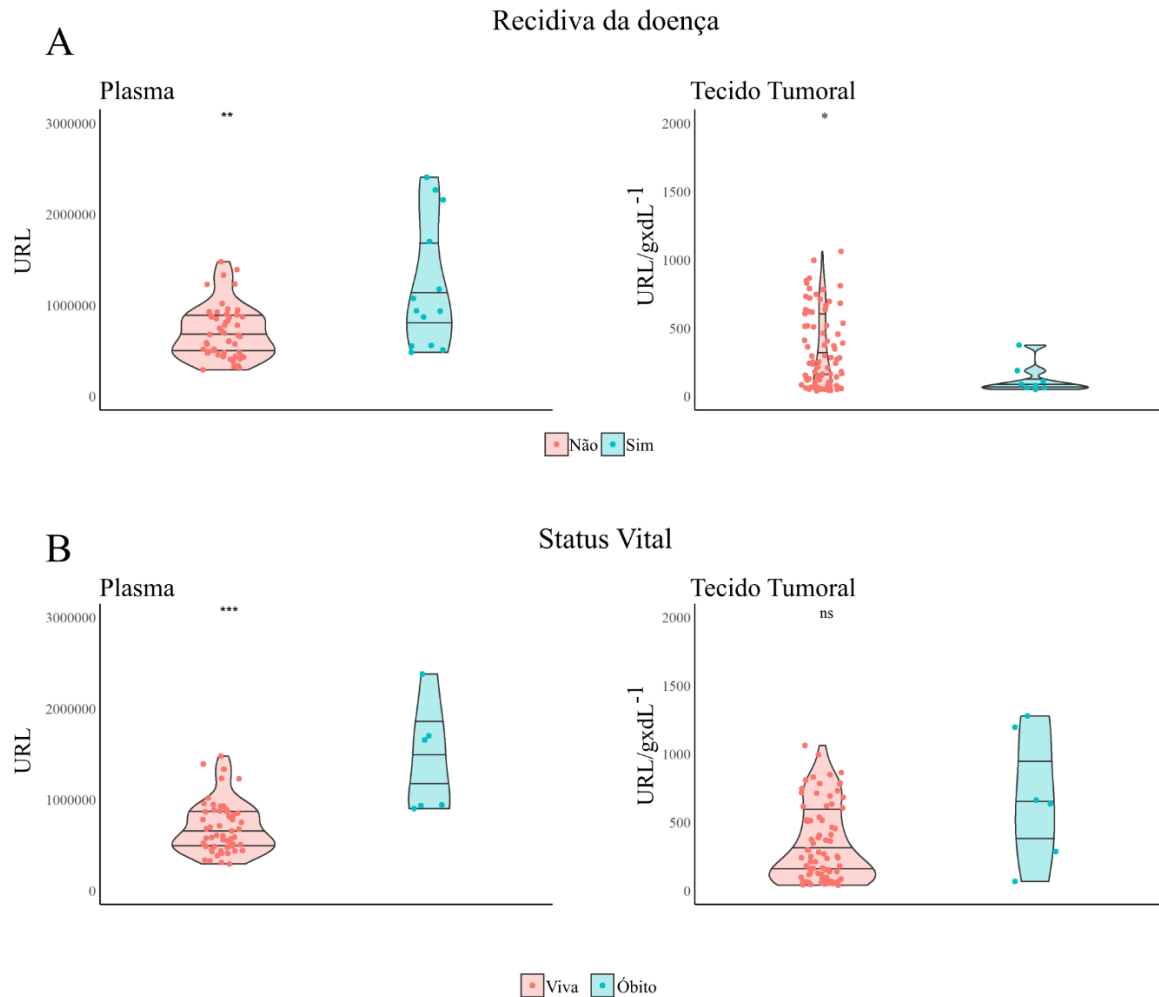 Recidiva da doença
A
Plasma
**
3000000
2000000
1000000
0
URL
Tecido Tumoral
*
2000
1500
1000
500
0
URL/gxdL⁻¹
Não Sim
Status Vital
B
Plasma
***
3000000
2000000
1000000
0
URL
Tecido Tumoral
ns
2000
1500
1000
500
0
URL/gxdL⁻¹
Viva Óbito